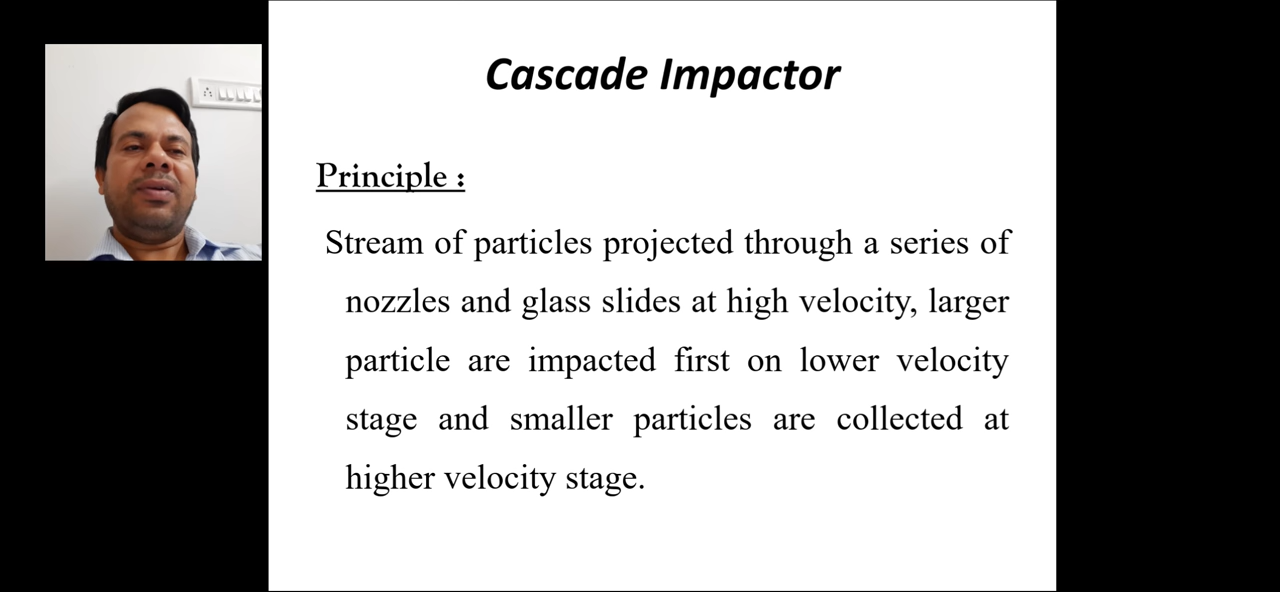 Cascade Impactor
Principle :
Stream of particles projected through a series of
nozzles and glass slides at high velocity, larger
particle are impacted first on lower velocity
stage and smaller particles are collected at
higher velocity stage.